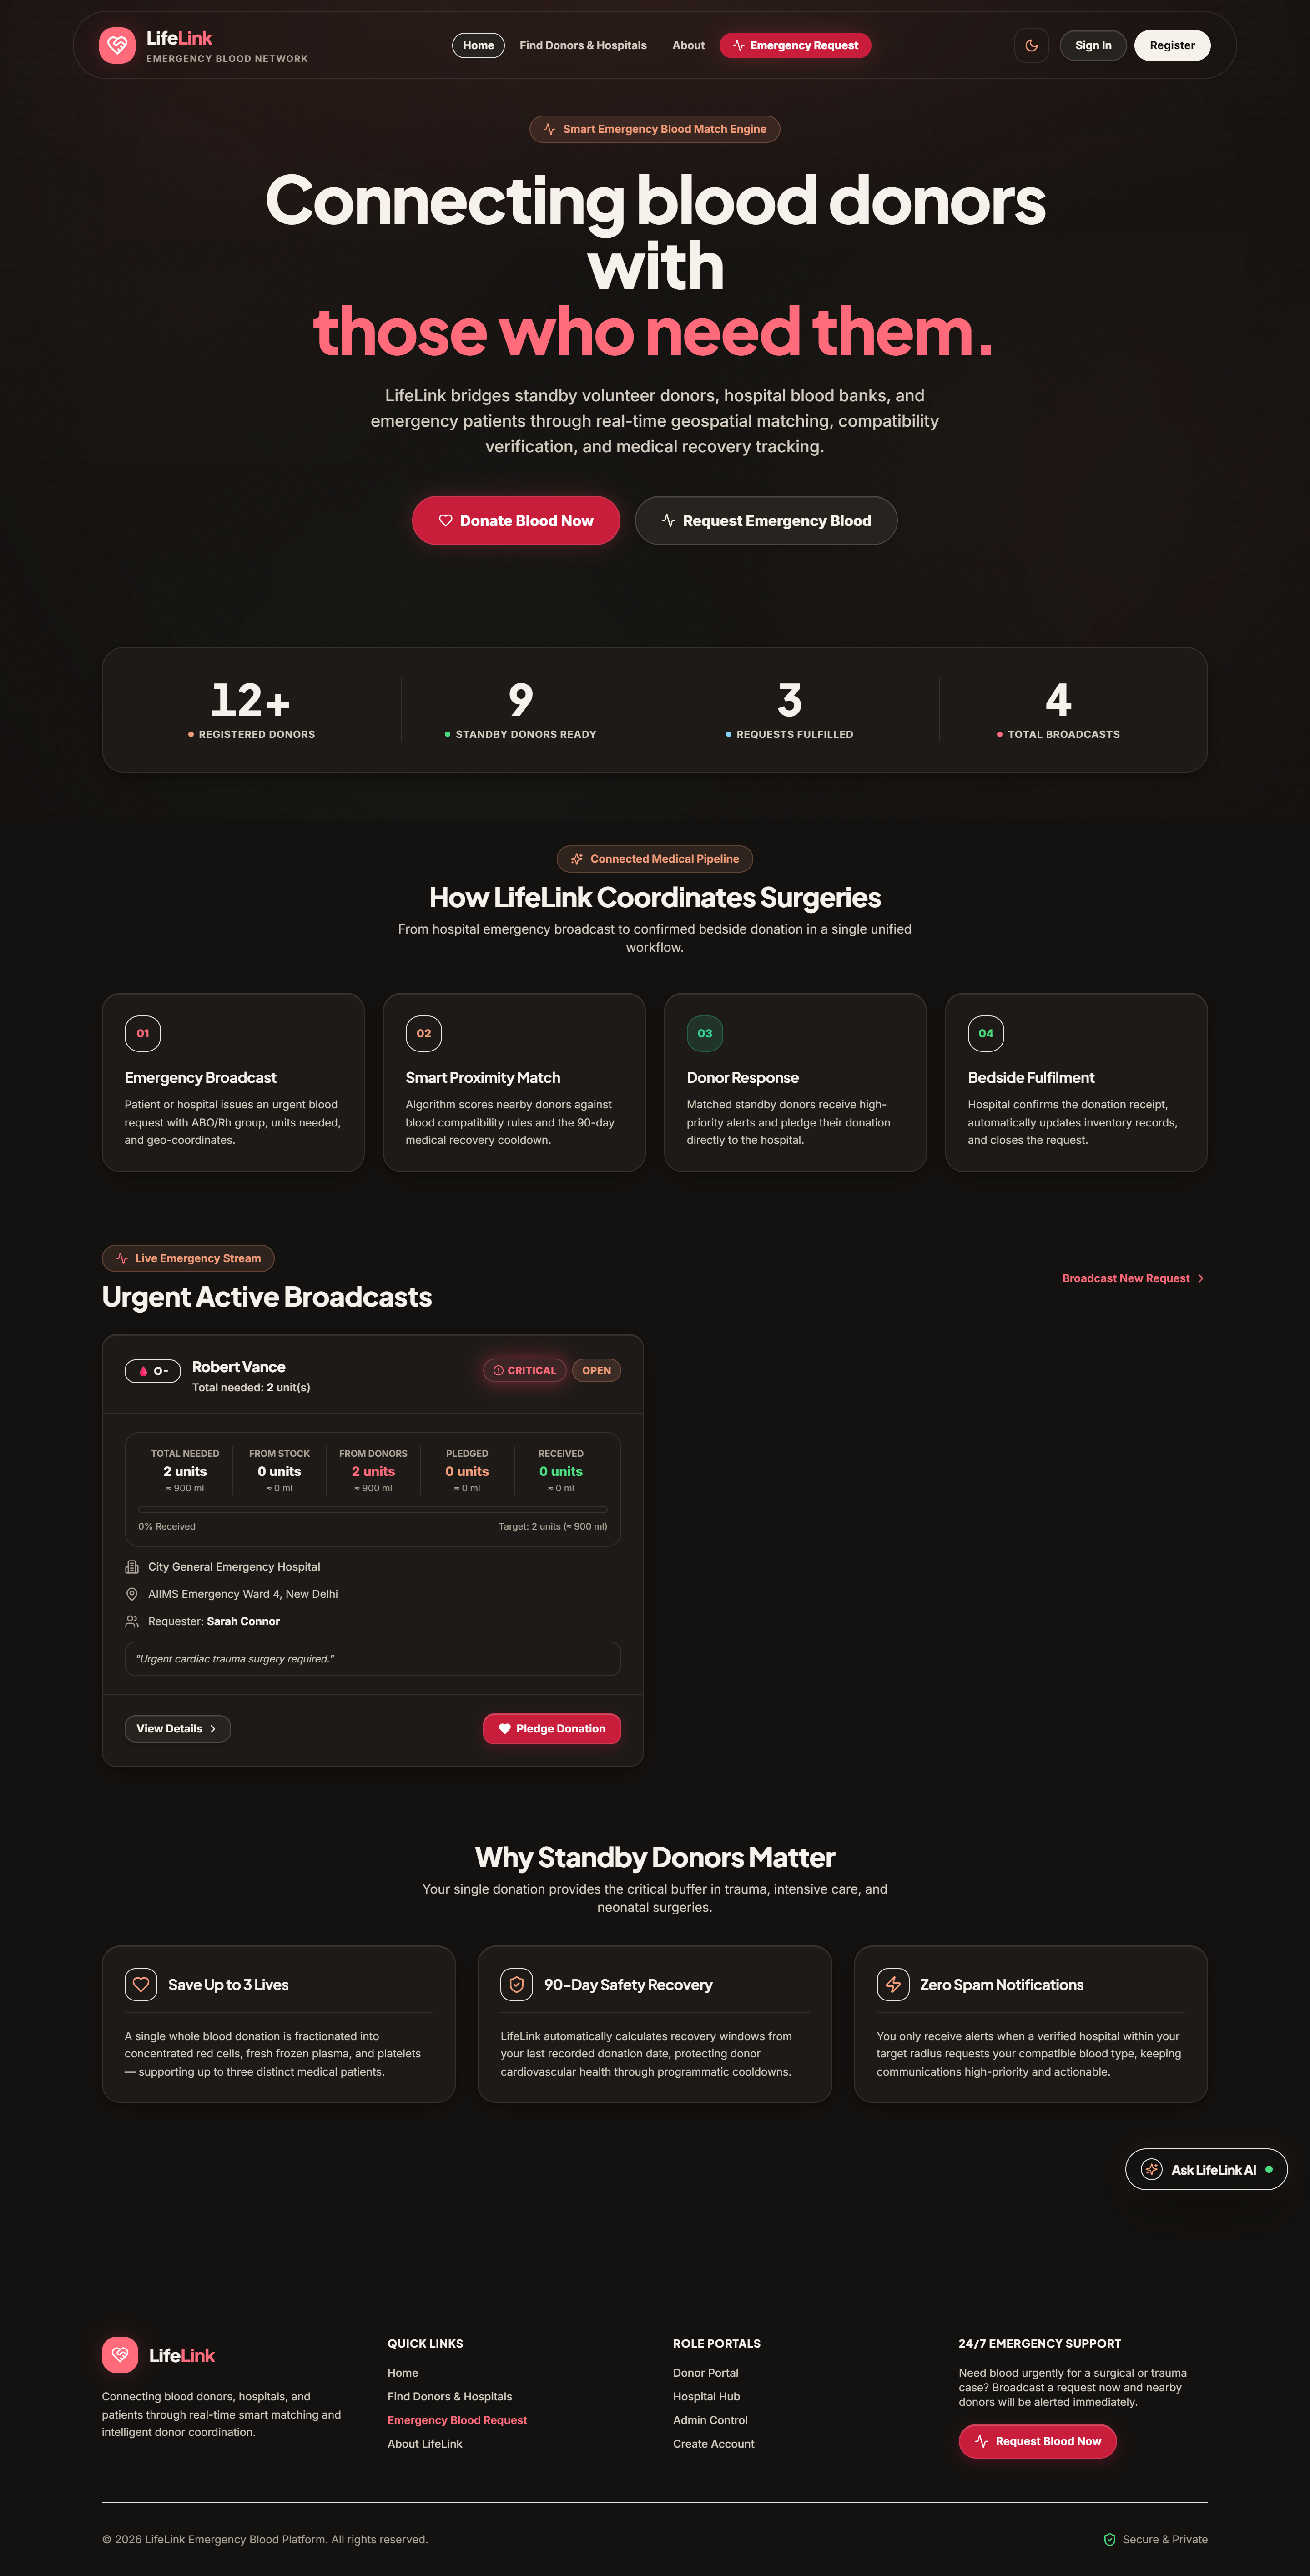 LifeLink
EMERGENCY BLOOD NETWORK
Home
Find Donors & Hospitals
About
Emergency Request
Sign In
Register
Smart Emergency Blood Match Engine
Connecting blood donors
with
those who need them.
LifeLink bridges standby volunteer donors, hospital blood banks, and
emergency patients through real-time geospatial matching, compatibility
verification, and medical recovery tracking.
Donate Blood Now
Request Emergency Blood
12+
REGISTERED DONORS
9
STANDBY DONORS READY
3
REQUESTS FULFILLED
4
TOTAL BROADCASTS
Connected Medical Pipeline
How LifeLink Coordinates Surgeries
From hospital emergency broadcast to confirmed bedside donation in a single unified
workflow.
01
Emergency Broadcast
Patient or hospital issues an urgent blood
request with ABO/Rh group, units needed,
and geo-coordinates.
02
Smart Proximity Match
Algorithm scores nearby donors against
blood compatibility rules and the 90-day
medical recovery cooldown.
03
Donor Response
Matched standby donors receive high-
priority alerts and pledge their donation
directly to the hospital.
04
Bedside Fulfilment
Hospital confirms the donation receipt,
automatically updates inventory records,
and closes the request.
Live Emergency Stream
Urgent Active Broadcasts
Broadcast New Request
O-
Robert Vance
Total needed: 2 unit(s)
CRITICAL
OPEN
TOTAL NEEDED
2 units
≈ 900 ml
FROM STOCK
0 units
≈ 0 ml
FROM DONORS
2 units
≈ 900 ml
PLEDGED
0 units
≈ 0 ml
RECEIVED
0 units
≈ 0 ml
0% Received
Target: 2 units (≈ 900 ml)
City General Emergency Hospital
AIIMS Emergency Ward 4, New Delhi
Requester: Sarah Connor
"Urgent cardiac trauma surgery required."
View Details
Pledge Donation
Why Standby Donors Matter
Your single donation provides the critical buffer in trauma, intensive care, and
neonatal surgeries.
Save Up to 3 Lives
A single whole blood donation is fractionated into
concentrated red cells, fresh frozen plasma, and platelets
— supporting up to three distinct medical patients.
90-Day Safety Recovery
LifeLink automatically calculates recovery windows from
your last recorded donation date, protecting donor
cardiovascular health through programmatic cooldowns.
Zero Spam Notifications
You only receive alerts when a verified hospital within your
target radius requests your compatible blood type, keeping
communications high-priority and actionable.
Ask LifeLink AI
LifeLink
Connecting blood donors, hospitals, and
patients through real-time smart matching and
intelligent donor coordination.
QUICK LINKS
Home
Find Donors & Hospitals
Emergency Blood Request
About LifeLink
ROLE PORTALS
Donor Portal
Hospital Hub
Admin Control
Create Account
24/7 EMERGENCY SUPPORT
Need blood urgently for a surgical or trauma
case? Broadcast a request now and nearby
donors will be alerted immediately.
Request Blood Now
© 2026 LifeLink Emergency Blood Platform. All rights reserved.
Secure & Private